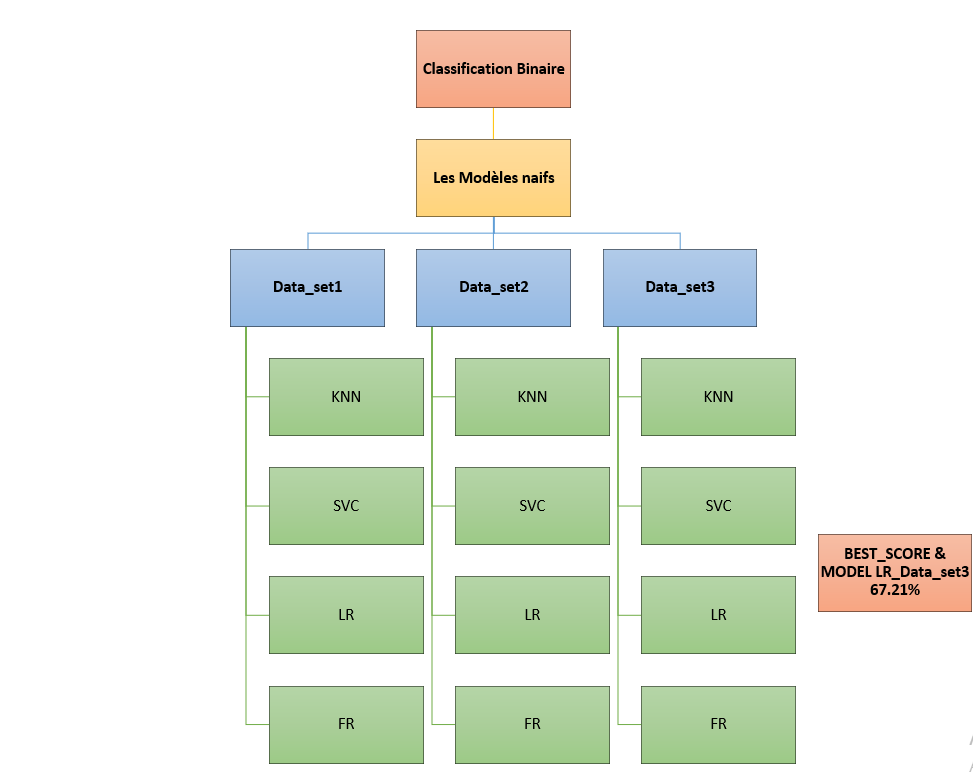 Classification Binaire
Les Modèles naifs
Data_set1
Data_set2
Data_set3
KNN
KNN
KNN
SVC
SVC
SVC
BEST_SCORE &
MODEL LR_Data_set3
67.21%
LR
LR
LR
FR
FR
FR